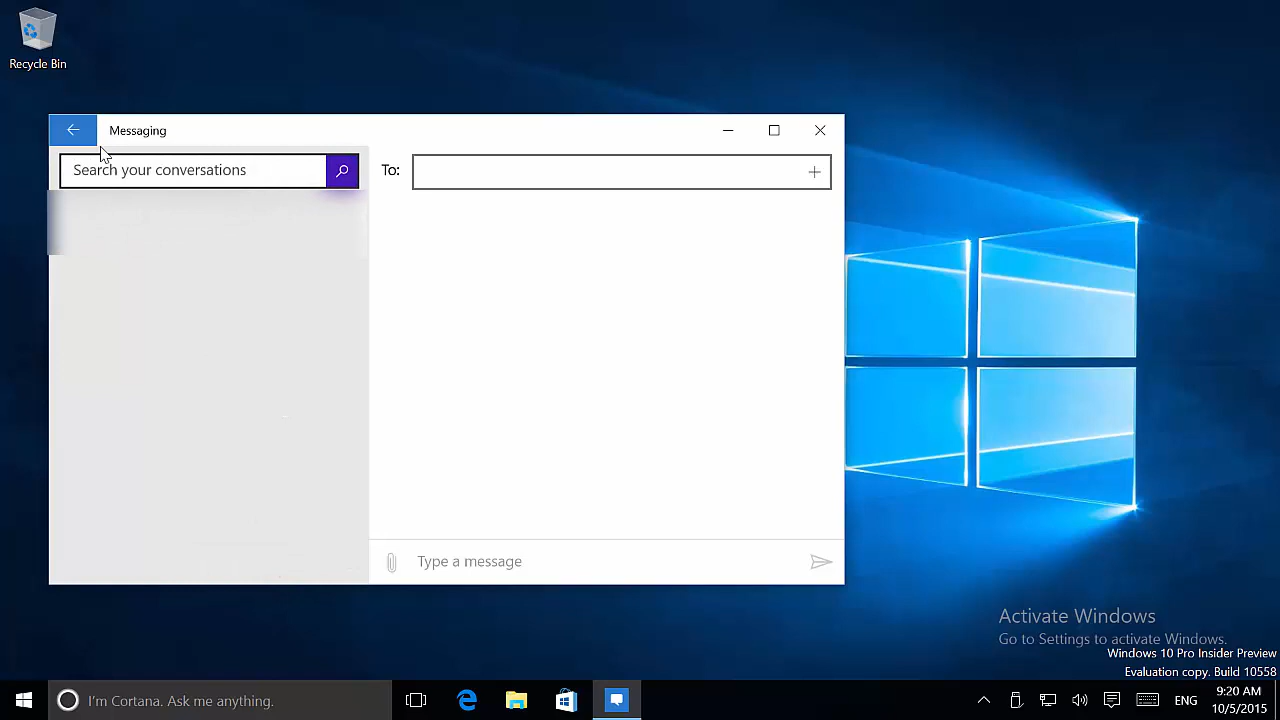 Recycle Bin
Messaging
Search your conversations
To:
Type a message
Activate Windows
Go to Settings to activate Windows.
Windows 10 Pro Insider Preview
Evaluation copy. Build 10558
I'm Cortana. Ask me anything.
ENG
9:20 AM
10/5/2015